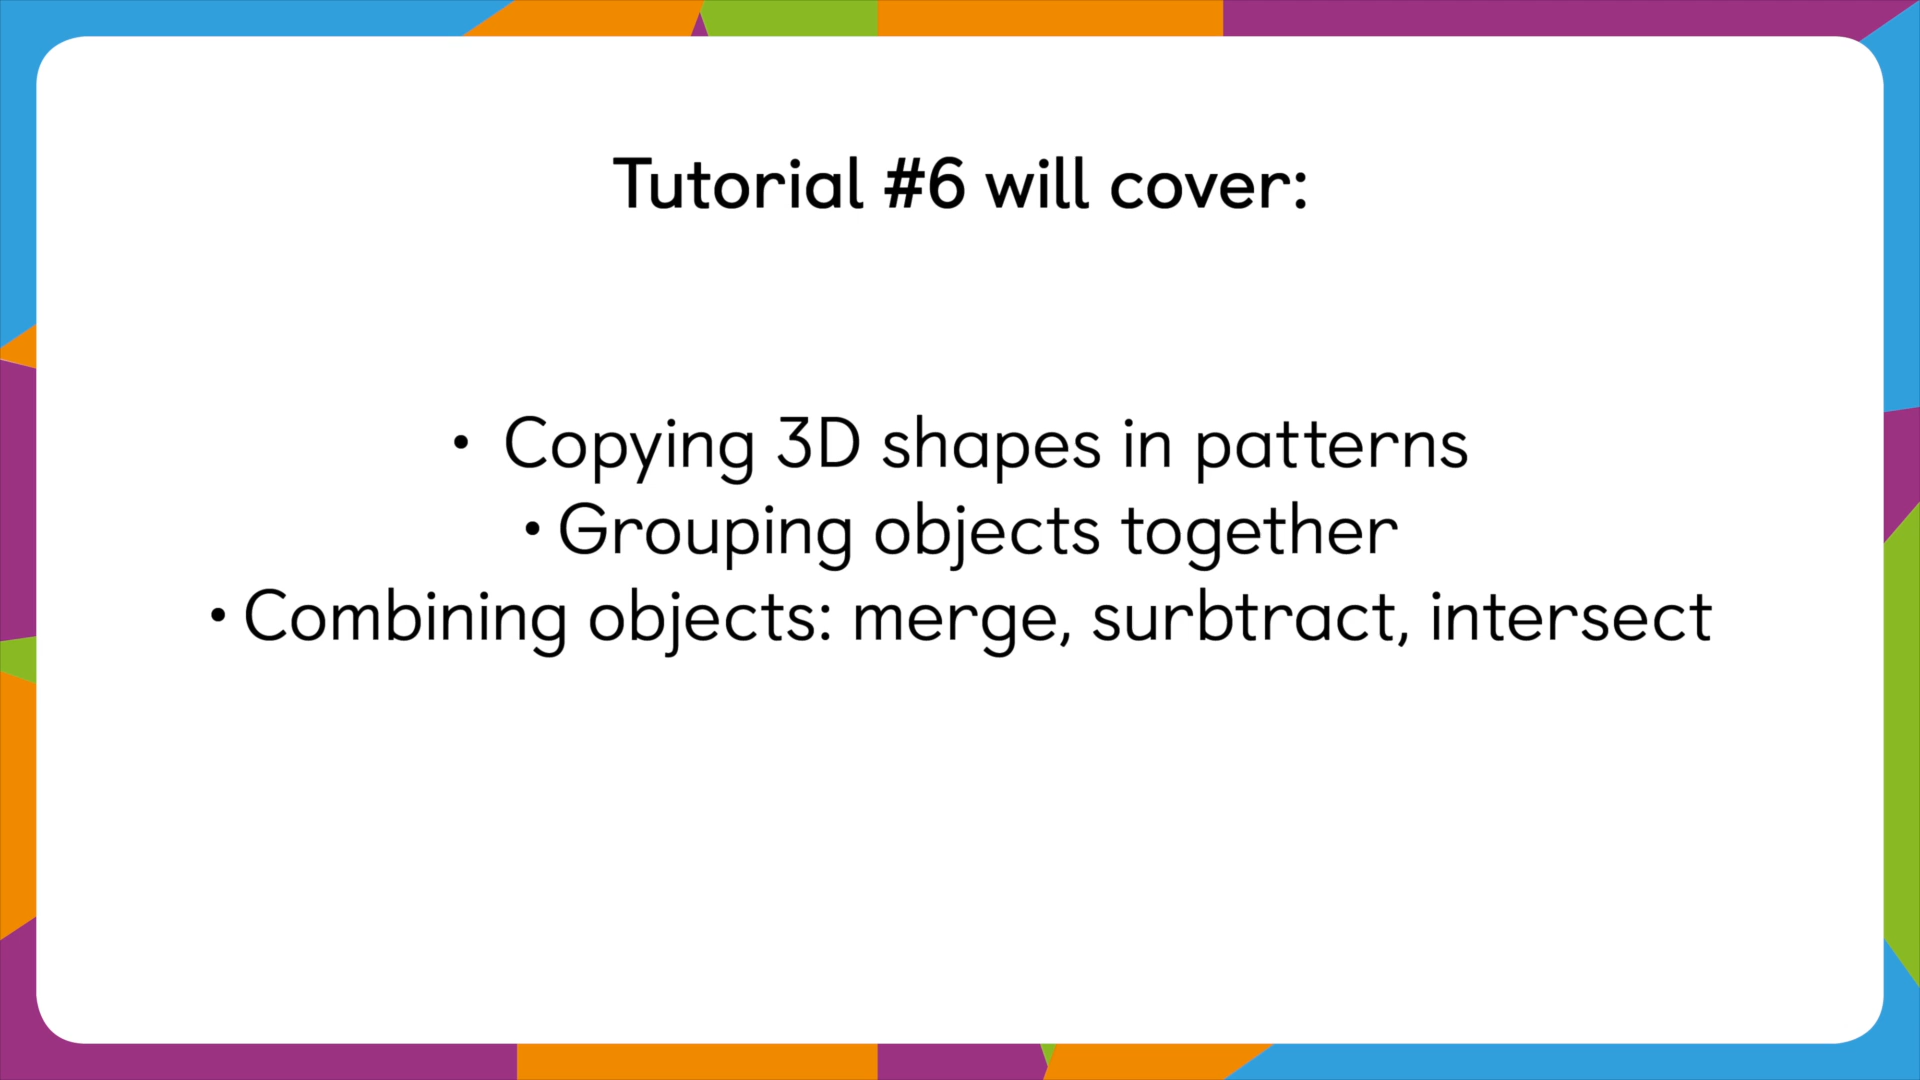 Tutorial #6 will cover:
• Copying 3D shapes in patterns
• Grouping objects together
• Combining objects: merge, surbtract, intersect